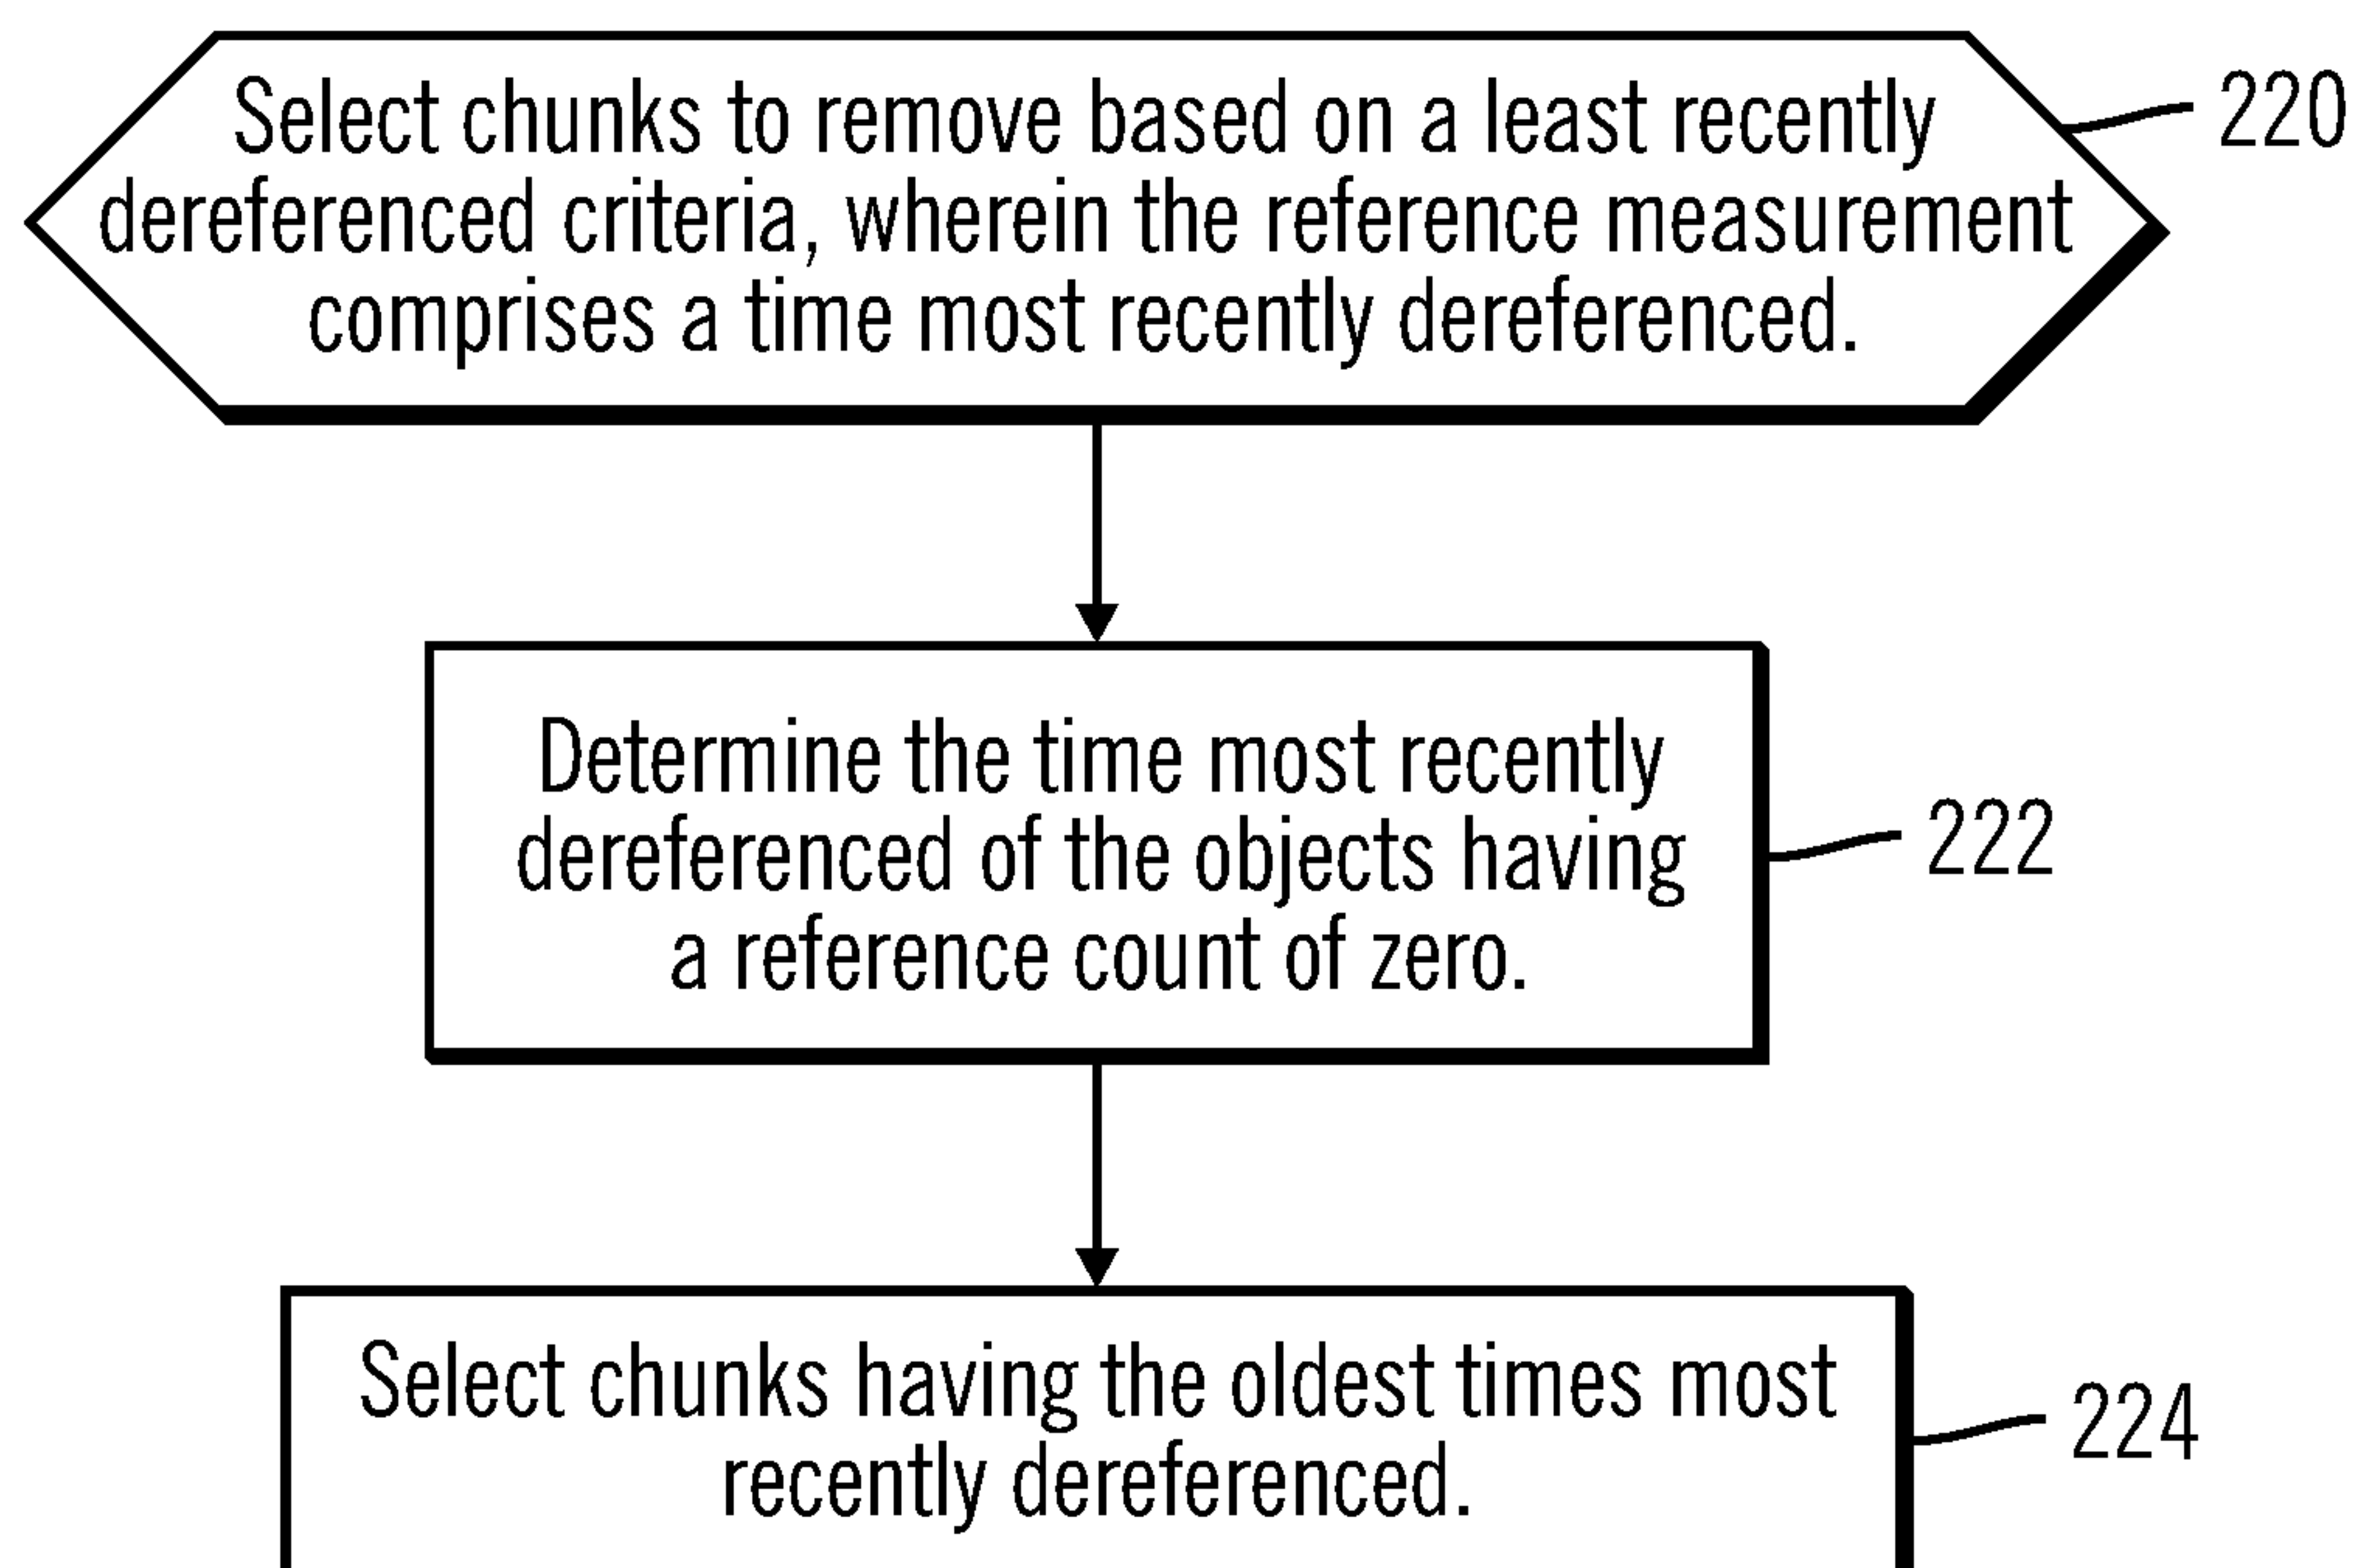 Select chunks to remove based on a least recently
dereferenced criteria, wherein the reference measurement
comprises a time most recently dereferenced.
220
Determine the time most recently
dereferenced of the objects having
a reference count of zero.
222
Select chunks having the oldest times most
recently dereferenced.
224